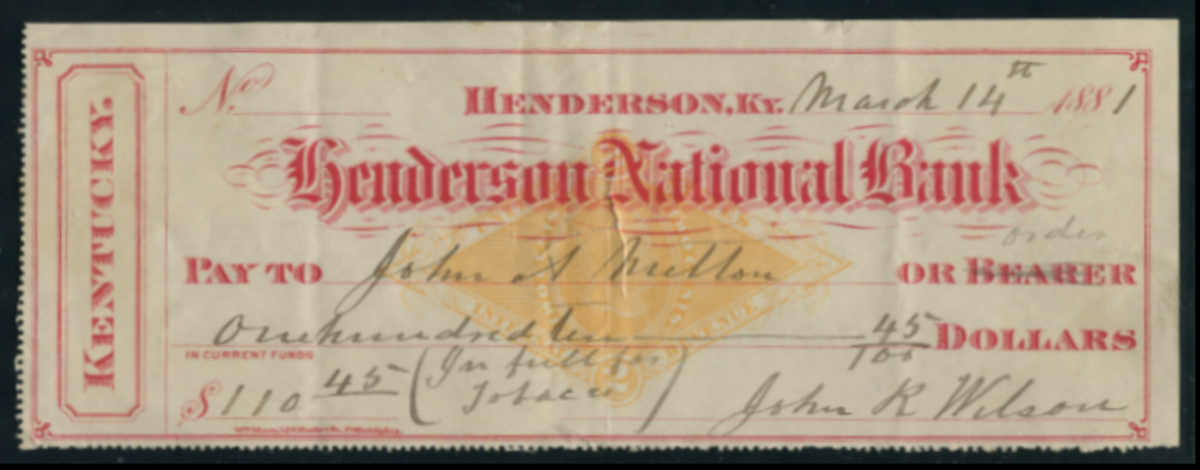 KENTUCKY.
No. HENDERSON, KY. March 14th 1881
Henderson National Bank
order
PAY TO John A Melton OR BEARER
One hundred ten 45/100 DOLLARS
IN CURRENT FUNDS
$110 45 (In full for
Tobacco)
John R Wilson